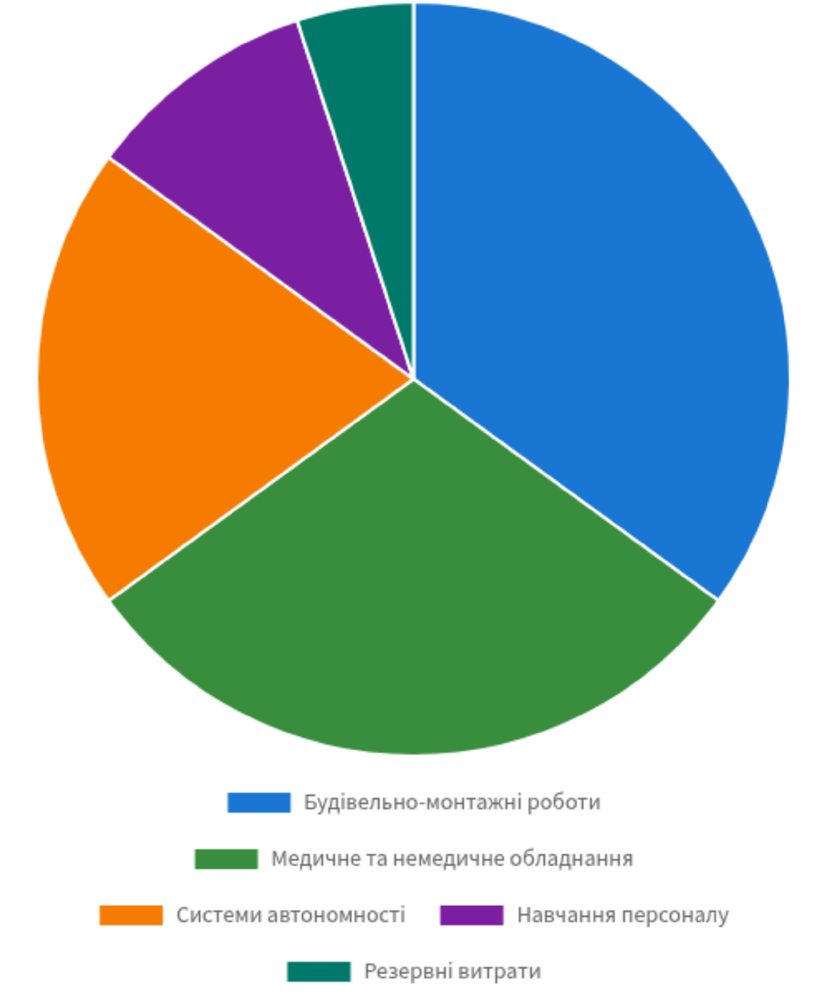 Будівельно-монтажні роботи
Медичне та немедичне обладнання
Системи автономності Навчання персоналу
Резервні витрати